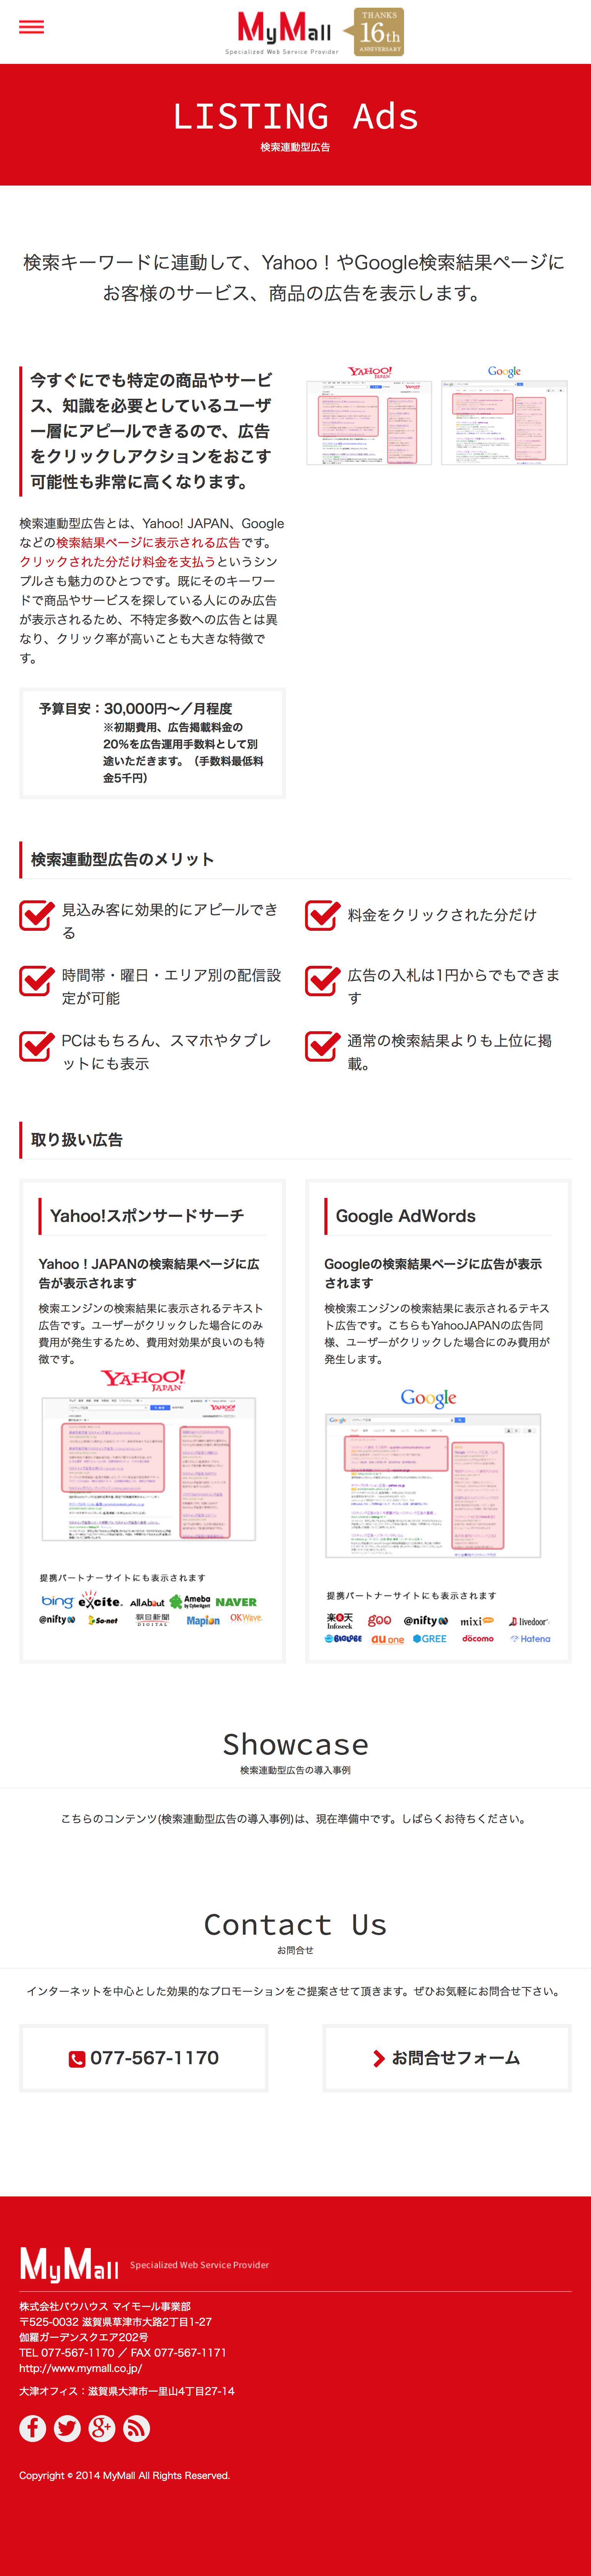 MyMall
Specialized Web Service Provider
THANKS
16th
ANNIVERSARY
LISTING Ads
検索連動型広告
検索キーワードに連動して、Yahoo！やGoogle検索結果ページに
お客様のサービス、商品の広告を表示します。
今すぐにでも特定の商品やサービ
ス、知識を必要としているユーザ
ー層にアピールできるので、広告
をクリックしアクションをおこす
可能性も非常に高くなります。
YAHOO!
JAPAN
Google
検索連動型広告とは、Yahoo! JAPAN、Google
などの検索結果ページに表示される広告です。
クリックされた分だけ料金を支払うというシン
プルさも魅力のひとつです。既にそのキーワー
ドで商品やサービスを探している人にのみ広告
が表示されるため、不特定多数への広告とは異
なり、クリック率が高いことも大きな特徴で
す。
予算目安：30,000円〜／月程度
※初期費用、広告掲載料金の
20%を広告運用手数料として別
途いただきます。（手数料最低料
金5千円）
検索連動型広告のメリット
見込み客に効果的にアピールでき
る
料金をクリックされた分だけ
時間帯・曜日・エリア別の配信設
定が可能
広告の入札は1円からでもできま
す
PCはもちろん、スマホやタブレ
ットにも表示
通常の検索結果よりも上位に掲
載。
取り扱い広告
Yahoo!スポンサードサーチ
Yahoo！JAPANの検索結果ページに広
告が表示されます
検索エンジンの検索結果に表示されるテキスト
広告です。ユーザーがクリックした場合にのみ
費用が発生するため、費用対効果が良いのも特
徴です。
YAHOO!
JAPAN
提携パートナーサイトにも表示されます
bing excite. All About Ameba by CyberAgent NAVER
@nifty So-net 朝日新聞 DIGITAL Mapion OKWave.
Google AdWords
Googleの検索結果ページに広告が表示
されます
検検索エンジンの検索結果に表示されるテキス
ト広告です。こちらもYahooJAPANの広告同
様、ユーザーがクリックした場合にのみ費用が
発生します。
Google
提携パートナーサイトにも表示されます
楽天 Infoseek goo @nifty mixi livedoor
BIGLOBE au one GREE docomo Hatena
Showcase
検索連動型広告の導入事例
こちらのコンテンツ(検索連動型広告の導入事例)は、現在準備中です。しばらくお待ちください。
Contact Us
お問合せ
インターネットを中心とした効果的なプロモーションをご提案させて頂きます。ぜひお気軽にお問合せ下さい。
077-567-1170
お問合せフォーム
MyMall Specialized Web Service Provider
株式会社バウハウス マイモール事業部
〒525-0032 滋賀県草津市大路2丁目1-27
伽羅ガーデンスクエア202号
TEL 077-567-1170 ／ FAX 077-567-1171
http://www.mymall.co.jp/
大津オフィス：滋賀県大津市一里山4丁目27-14
Copyright © 2014 MyMall All Rights Reserved.